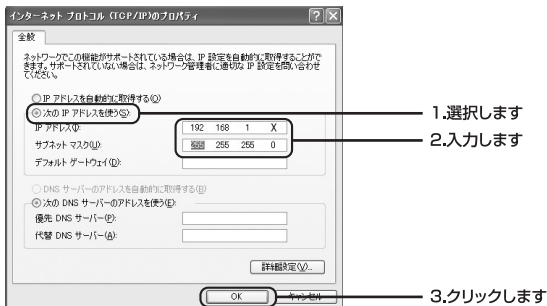 インターネット プロトコル (TCP/IP)のプロパティ
全般
ネットワークでこの機能がサポートされている場合は、IP 設定を自動的に取得することがで
きます。サポートされていない場合は、ネットワーク管理者に適切な IP 設定を問い合わせ
てください。
IP アドレスを自動的に取得する(O)
次の IP アドレスを使う(S):
1.選択します
IP アドレス(I):
192 168 1 X
2.入力します
サブネット マスク(U):
255 255 255 0
デフォルト ゲートウェイ(D):
DNS サーバーのアドレスを自動的に取得する(B)
次の DNS サーバーのアドレスを使う(E):
優先 DNS サーバー(P):
代替 DNS サーバー(A):
詳細設定(V)...
OK
キャンセル
3.クリックします